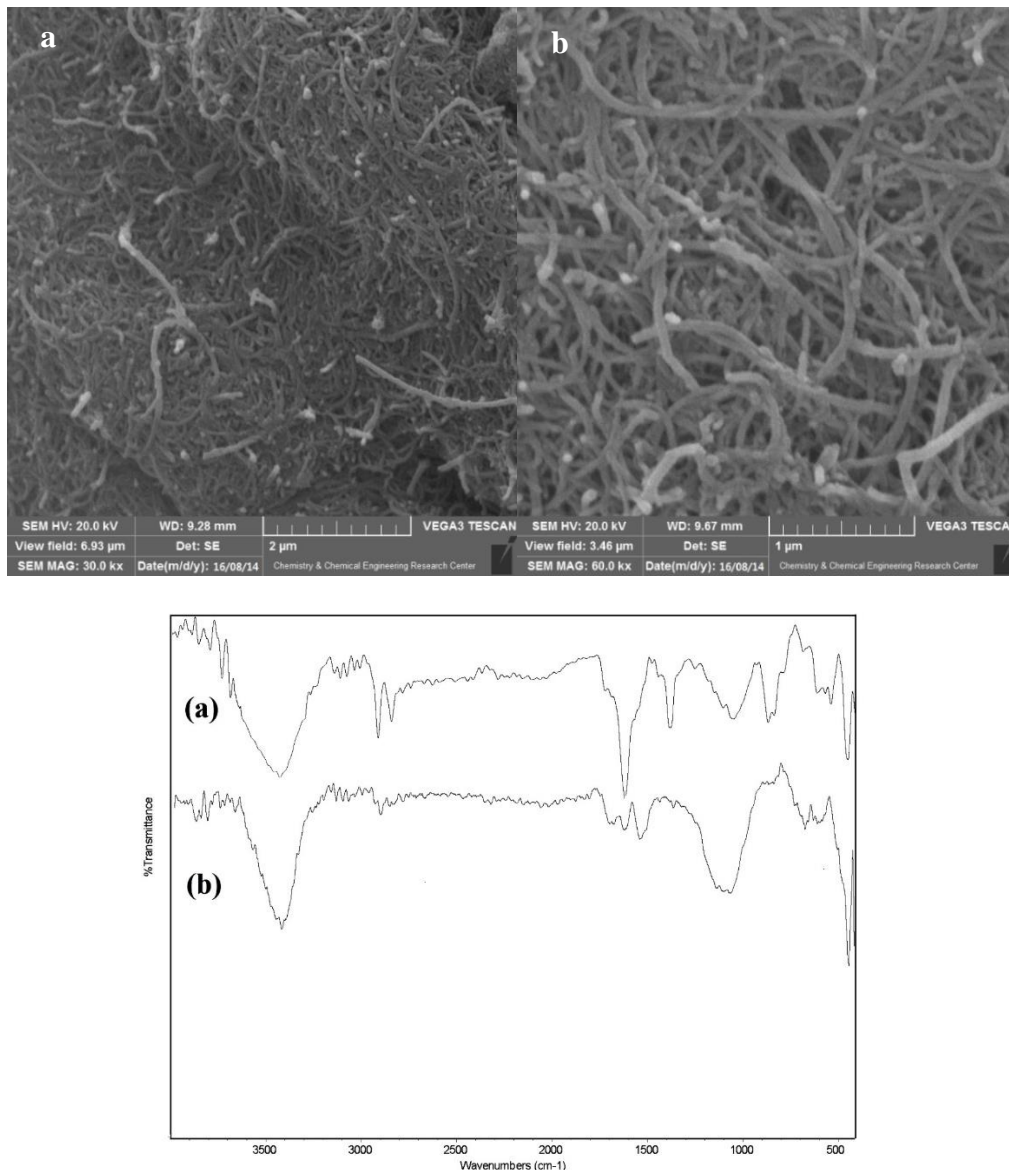 a
b
SEM HV: 20.0 kV WD: 9.28 mm VEGA3 TESCAN
View field: 6.93 µm Det: SE 2 µm
SEM MAG: 30.0 kx Date(m/d/y): 16/08/14 Chemistry & Chemical Engineering Research Center
SEM HV: 20.0 kV WD: 9.67 mm VEGA3 TESCAN
View field: 3.46 µm Det: SE 1 µm
SEM MAG: 60.0 kx Date(m/d/y): 16/08/14 Chemistry & Chemical Engineering Research Center
(a)
(b)
%Transmittance
3500 3000 2500 2000 1500 1000 500
Wavenumbers (cm-1)